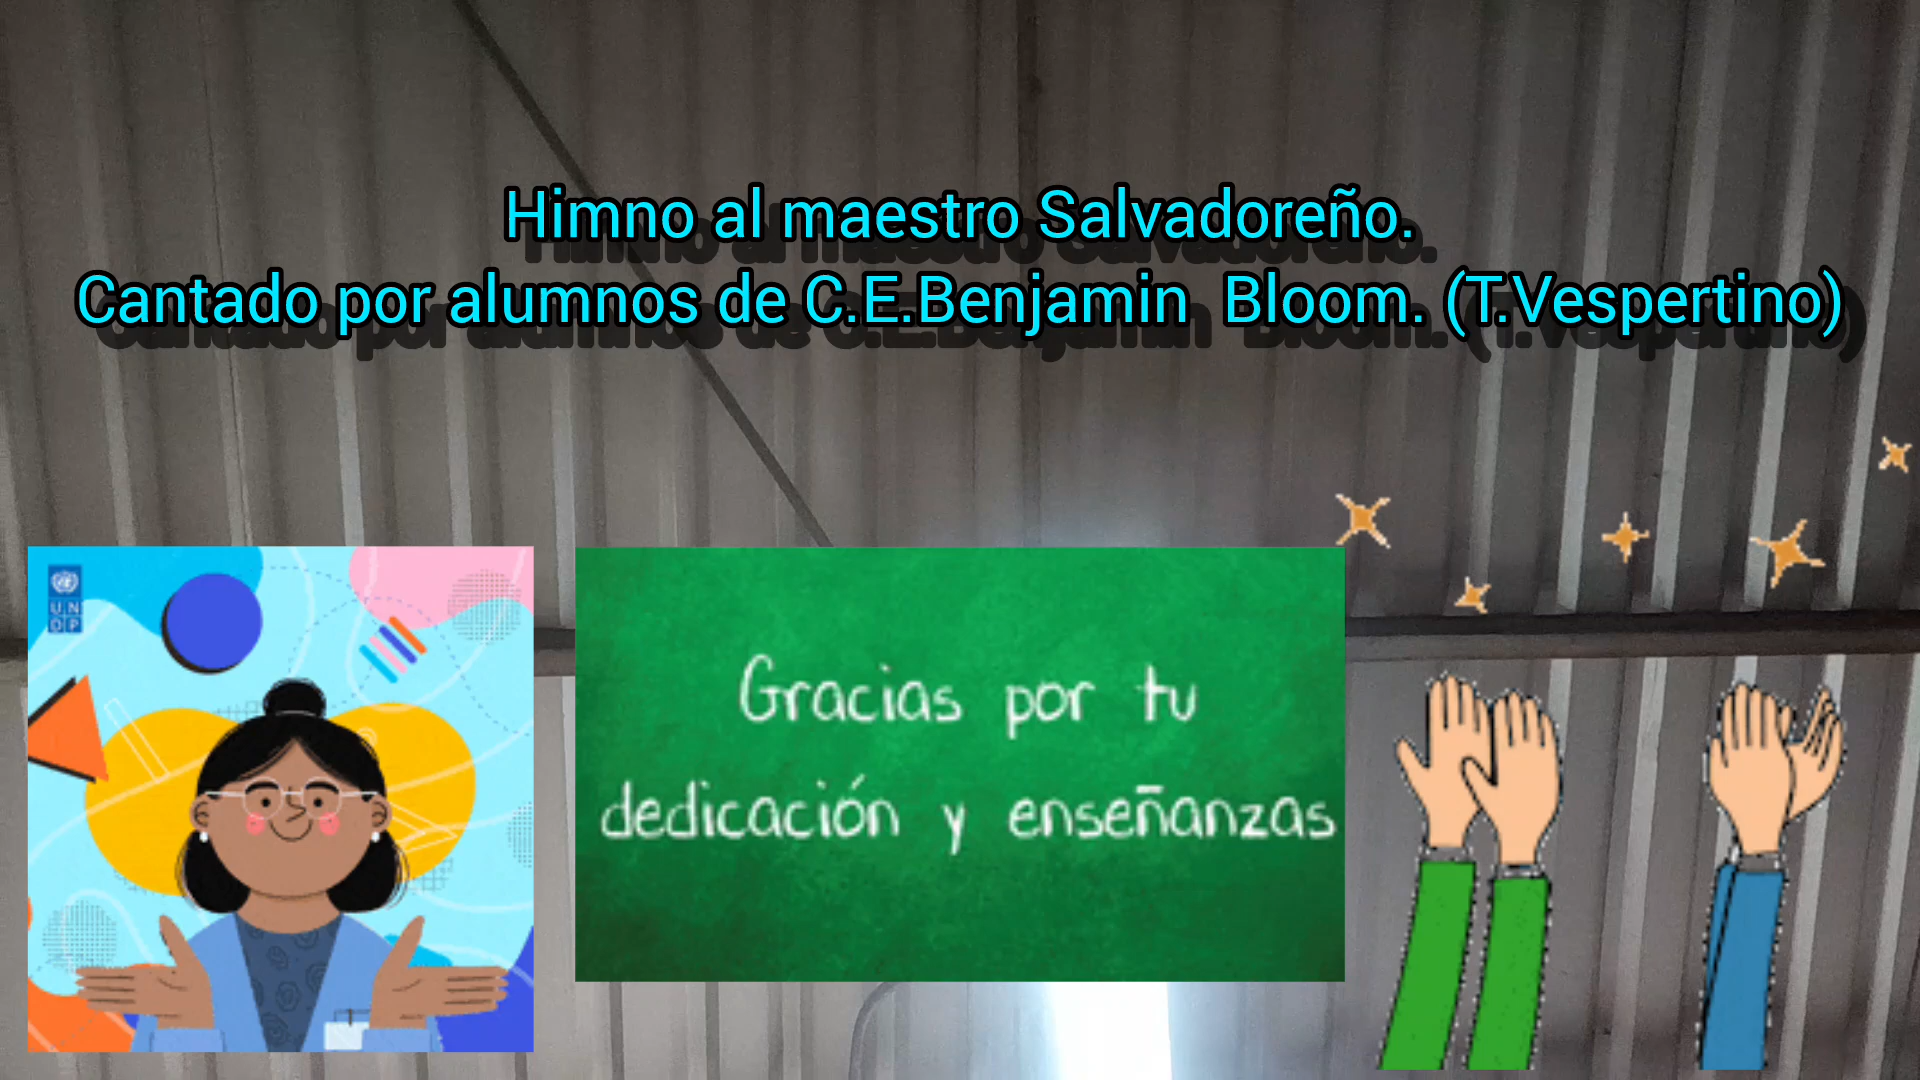 Himno al maestro Salvadoreño.
Cantado por alumnos de C.E.Benjamin  Bloom. (T.Vespertino)
U N
D P
Gracias por tu
dedicación y enseñanzas